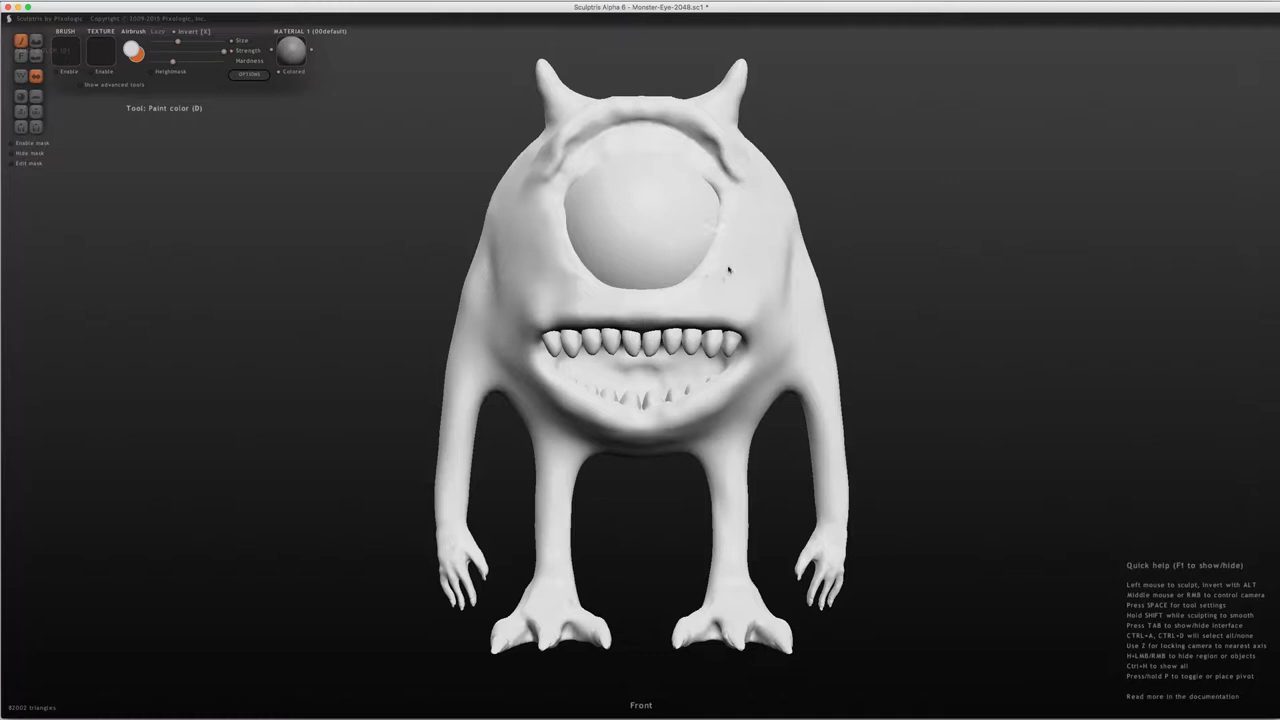 Sculptris Alpha 6 - Monster-Eye-2048.sc1 *
Sculptris by Pixologic Copyright © 2009-2015 Pixologic, Inc.
BRUSH TEXTURE Airbrush Lazy Invert [X] MATERIAL 1 (00default)
Size
Strength
Hardness
Enable Enable Heightmask OPTIONS Colored
Show advanced tools
Tool: Paint color (D)
Enable mask
Hide mask
Edit mask
Quick help (F1 to show/hide)
Left mouse to sculpt, invert with ALT
Middle mouse or RMB to control camera
Press SPACE for tool settings
Hold SHIFT while sculpting to smooth
Press TAB to show/hide interface
CTRL+A, CTRL+D will select all/none
Use Z for locking camera to nearest axis
H+LMB/RMB to hide region or objects
Ctrl+H to show all
Press/hold P to toggle or place pivot
Read more in the documentation
82002 triangles
Front